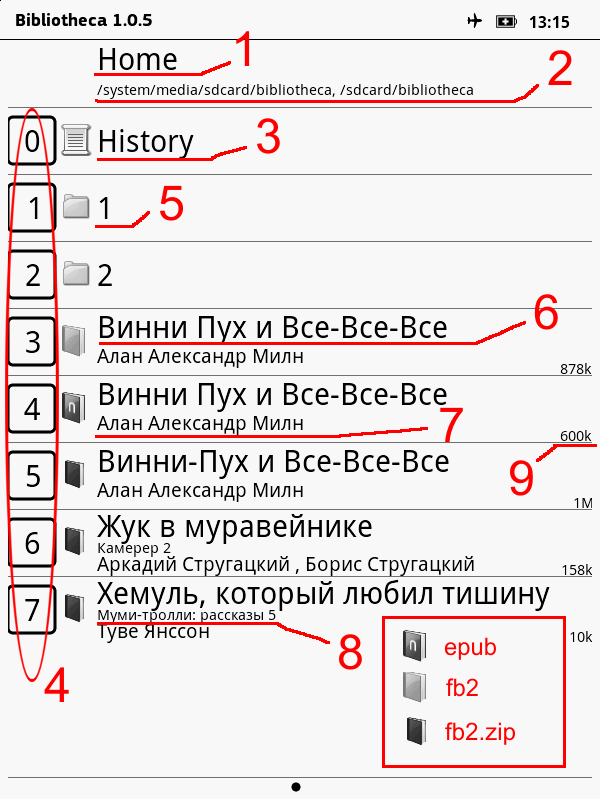 Bibliotheca 1.0.5 13:15
Home 1
/system/media/sdcard/bibliotheca, /sdcard/bibliotheca 2
0 History 3
1 1 5
2 2
3 Винни Пух и Все-Все-Все 6
Алан Александр Милн
878k
4 Винни Пух и Все-Все-Все
Алан Александр Милн 7
600k
9
5 Винни-Пух и Все-Все-Все
Алан Александр Милн
1M
6 Жук в муравейнике
Камерер 2
Аркадий Стругацкий , Борис Стругацкий
158k
7 Хемуль, который любил тишину
Муми-тролли: рассказы 5
Туве Янссон
10k
8
4
n epub
fb2
fb2.zip